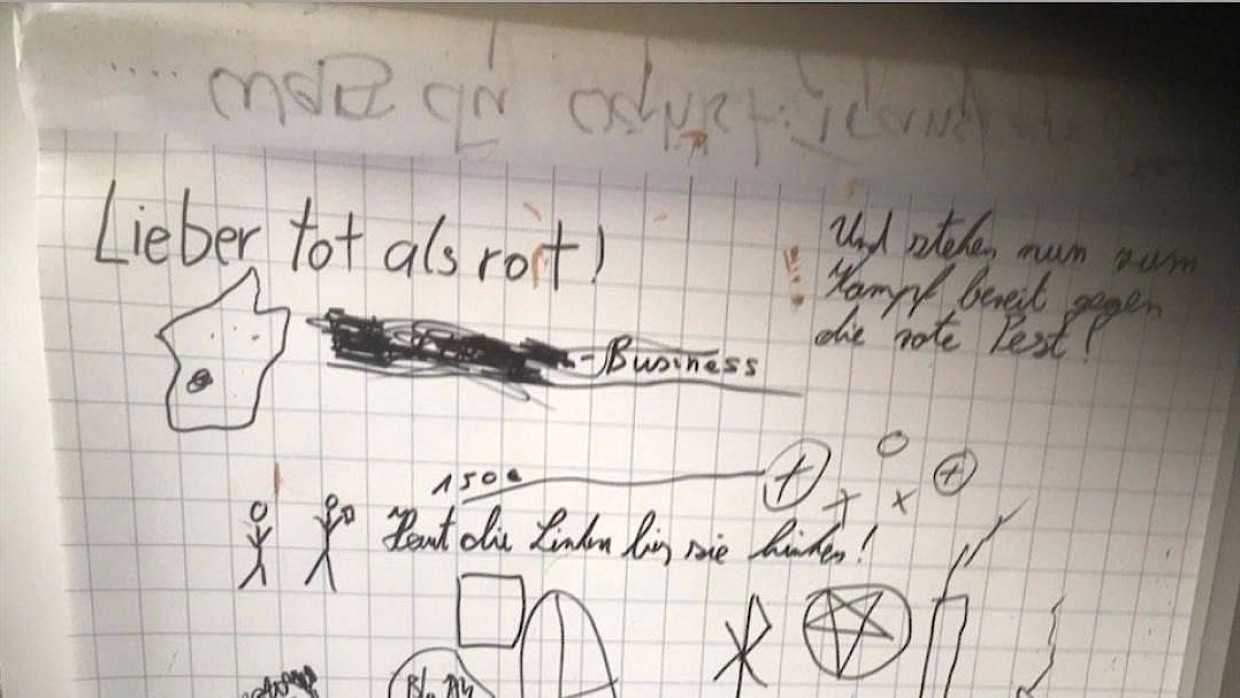 Lieber tot als rot!
Und stehen nun zum
Kampf bereit gegen
die rote Pest!
-Business
150€
Haut die Linken bis sie hinken!